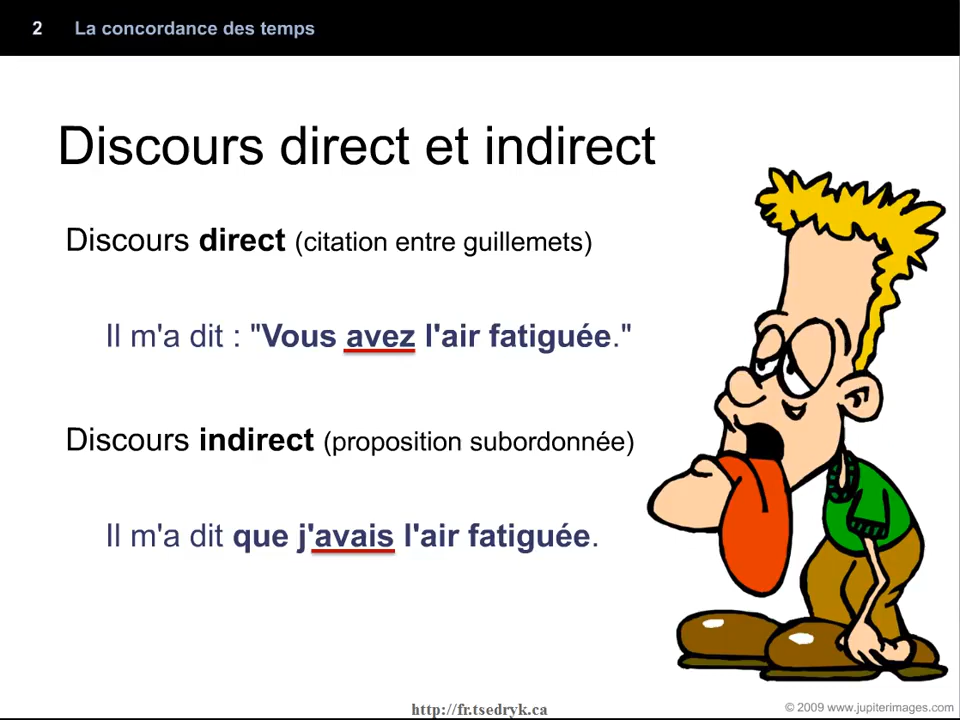 2 La concordance des temps
Discours direct et indirect
Discours direct (citation entre guillemets)
Il m'a dit : "Vous avez l'air fatiguée."
Discours indirect (proposition subordonnée)
Il m'a dit que j'avais l'air fatiguée.
http://fr.tsedryk.ca
© 2009 www.jupiterimages.com